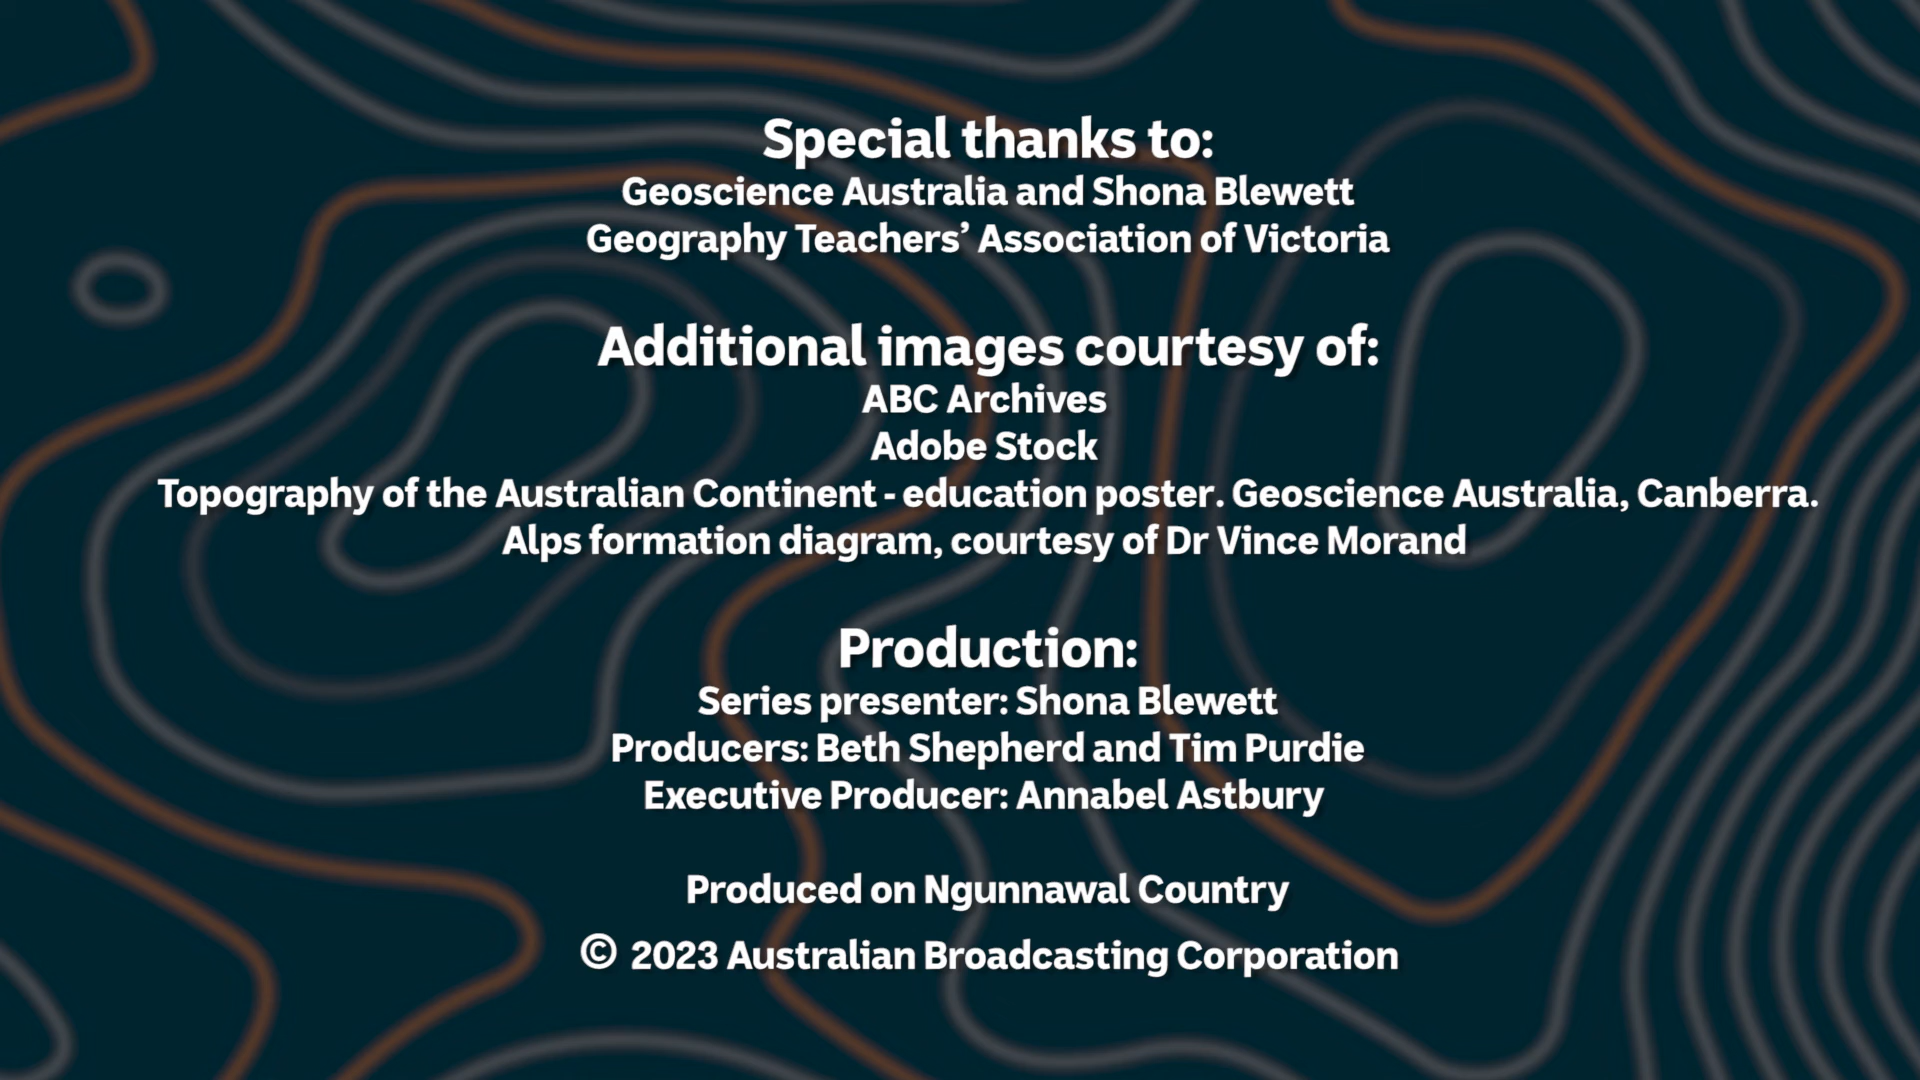 Special thanks to:
Geoscience Australia and Shona Blewett
Geography Teachers’ Association of Victoria
Additional images courtesy of:
ABC Archives
Adobe Stock
Topography of the Australian Continent - education poster. Geoscience Australia, Canberra.
Alps formation diagram, courtesy of Dr Vince Morand
Production:
Series presenter: Shona Blewett
Producers: Beth Shepherd and Tim Purdie
Executive Producer: Annabel Astbury
Produced on Ngunnawal Country
© 2023 Australian Broadcasting Corporation